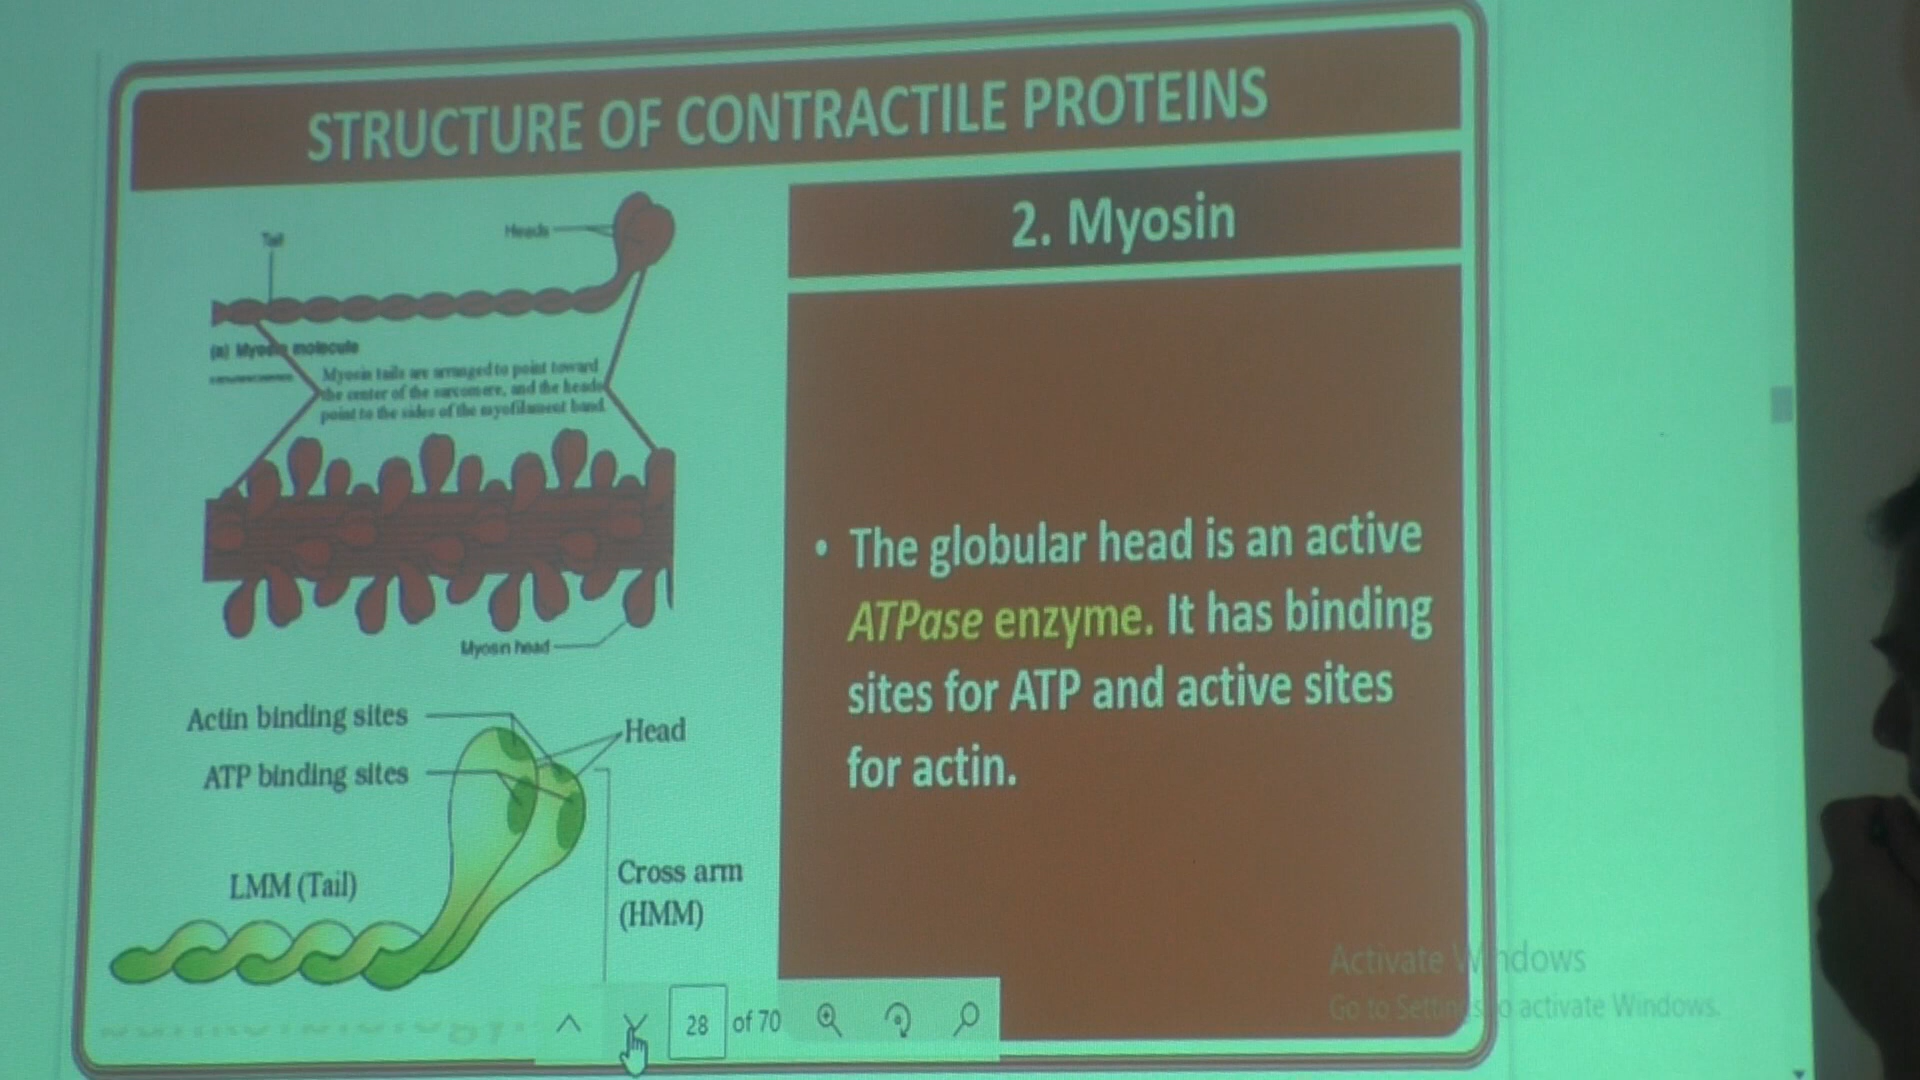 STRUCTURE OF CONTRACTILE PROTEINS
Tail
Heads
(a) Myosin molecule
Myosin tails are arranged to point toward
the center of the sarcomere, and the heads
point to the sides of the myofilament band.
Myosin head
Actin binding sites
Head
ATP binding sites
LMM (Tail)
Cross arm
(HMM)
2. Myosin
• The globular head is an active
ATPase enzyme. It has binding
sites for ATP and active sites
for actin.
Activate Windows
Go to Settings to activate Windows.
28 of 70